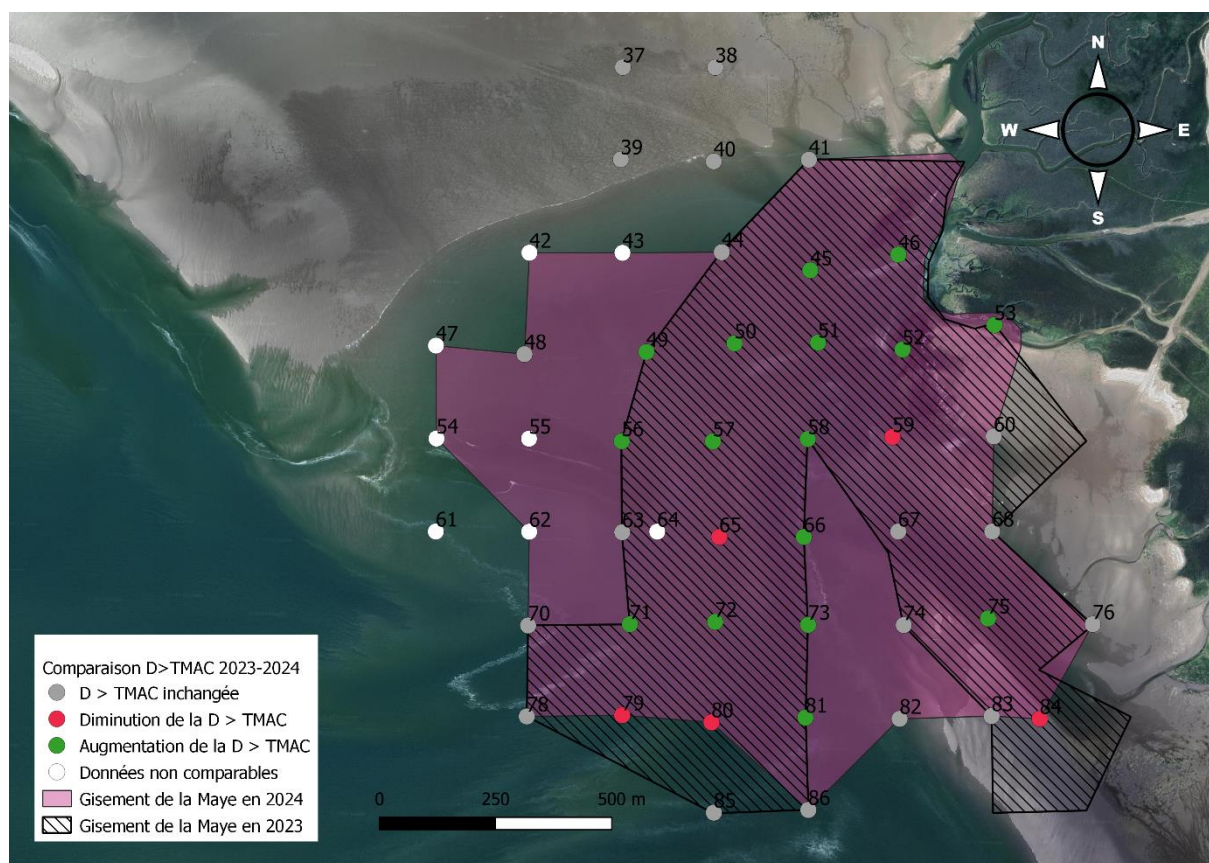 37 38
N
W E
S
39 40 41
42 43 44 45 46
47 48 49 50 51 52 53
54 55 56 57 58 59 60
61 62 63 64 65 66 67 68
70 71 72 73 74 75 76
78 79 80 81 82 83 84
85 86
Comparaison D>TMAC 2023-2024
D > TMAC inchangée
Diminution de la D > TMAC
Augmentation de la D > TMAC
Données non comparables
Gisement de la Maye en 2024
Gisement de la Maye en 2023
0 250 500 m